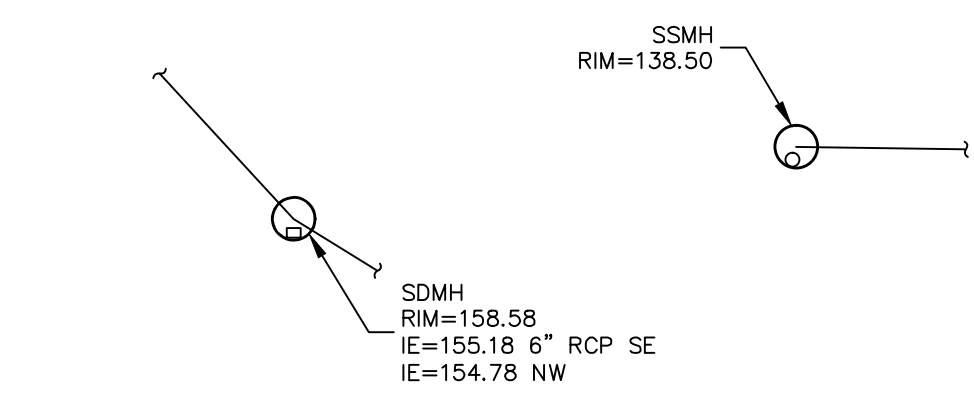 SSMH
RIM=138.50
SDMH
RIM=158.58
IE=155.18 6” RCP SE
IE=154.78 NW